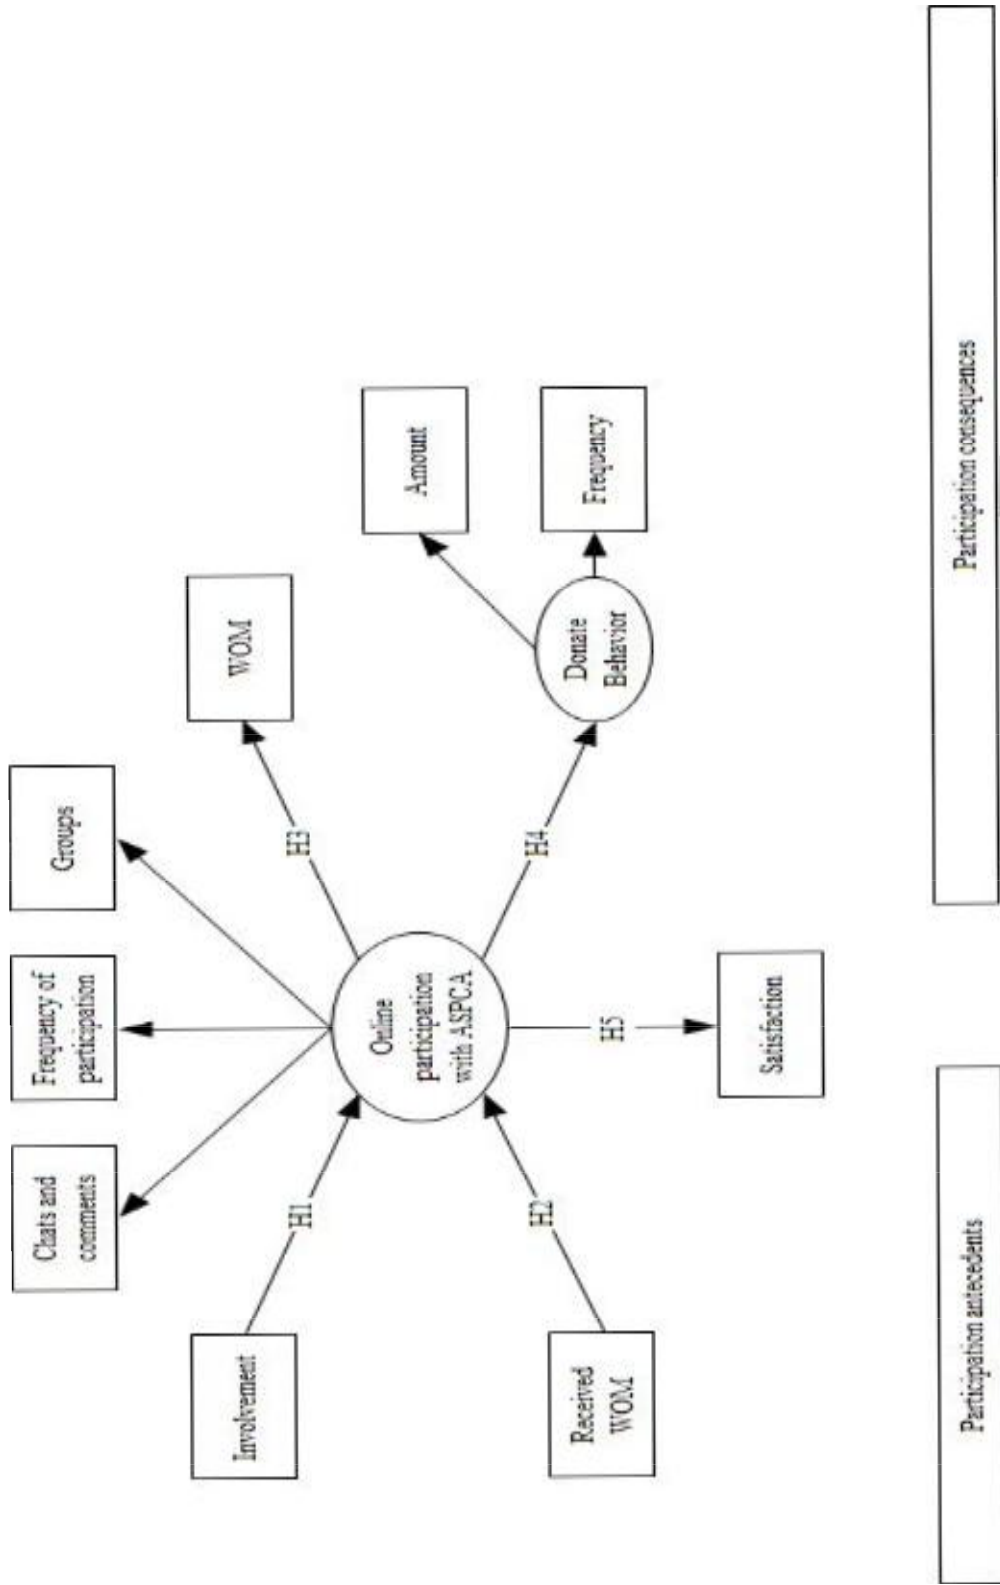 Chats and
comments
Frequency of
participation
Groups
Involvement
H1
H3
WOM
Online
participation
with ASPCA
Amount
Received
WOM
H2
H4
Donate
Behavior
Frequency
H5
Satisfaction
Participation antecedents
Participation consequences